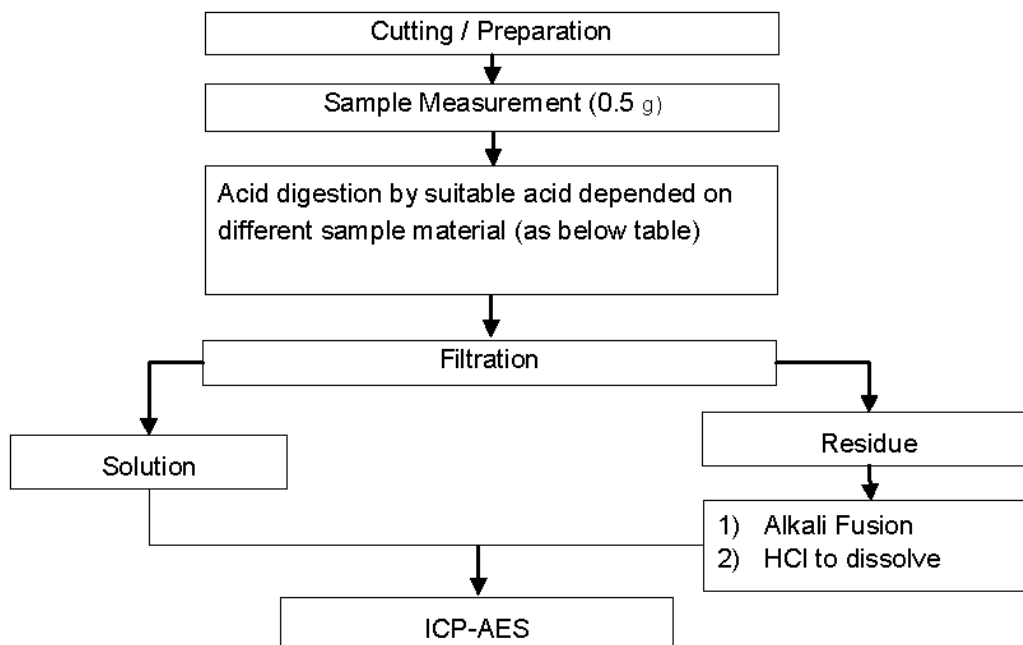 Cutting / Preparation
Sample Measurement (0.5 g)
Acid digestion by suitable acid depended on
different sample material (as below table)
Filtration
Solution
Residue
1) Alkali Fusion
2) HCl to dissolve
ICP-AES